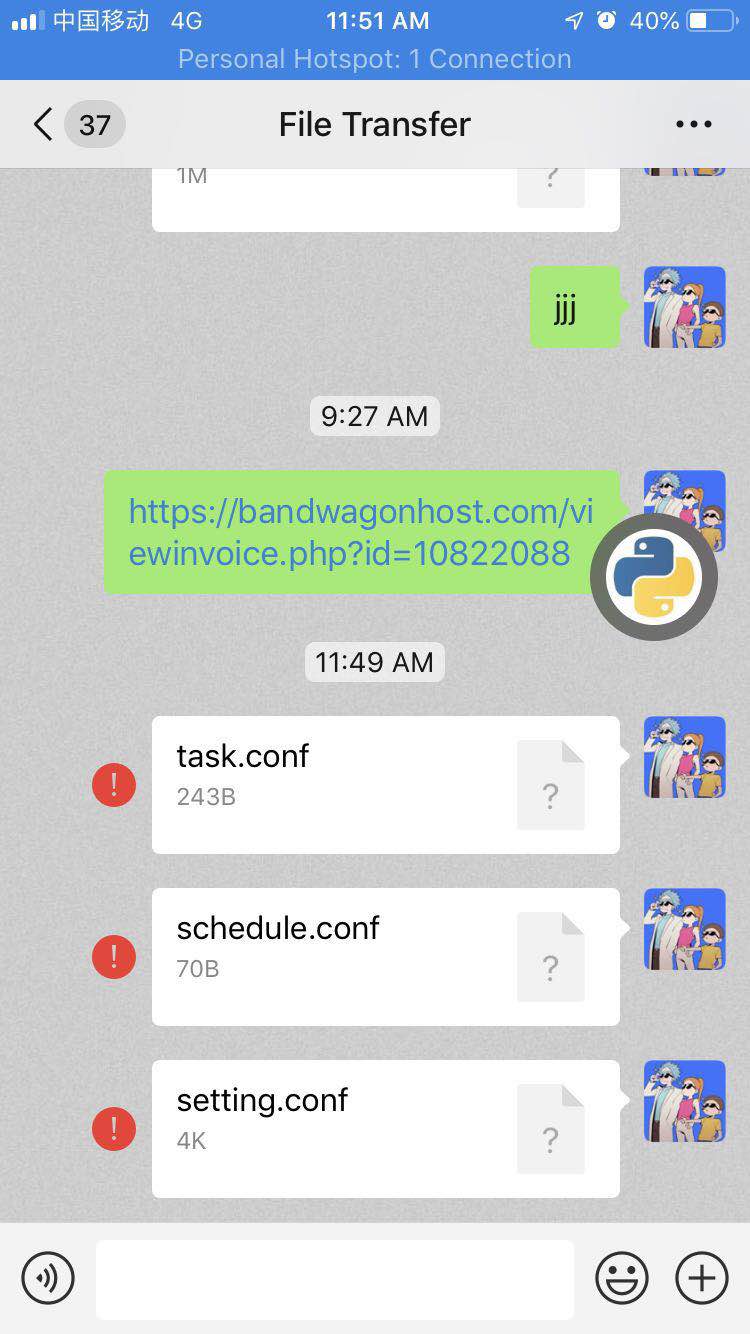 中国移动 4G 11:51 AM 40%
Personal Hotspot: 1 Connection
37 File Transfer
1M
?
jjj
9:27 AM
https://bandwagonhost.com/vi
ewinvoice.php?id=10822088
11:49 AM
task.conf
243B
!
?
schedule.conf
70B
!
?
setting.conf
4K
!
?